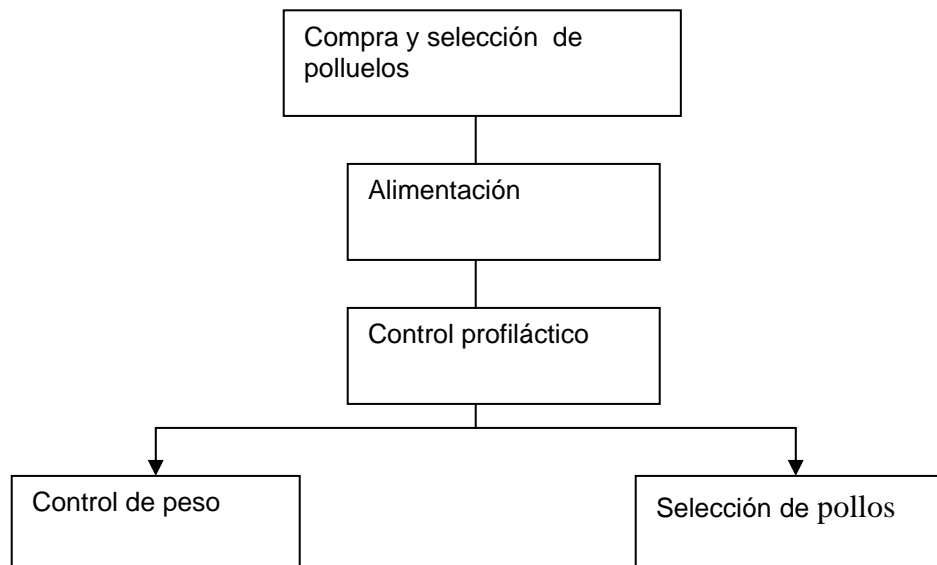 Compra y selección de
polluelos
Alimentación
Control profiláctico
Control de peso
Selección de pollos